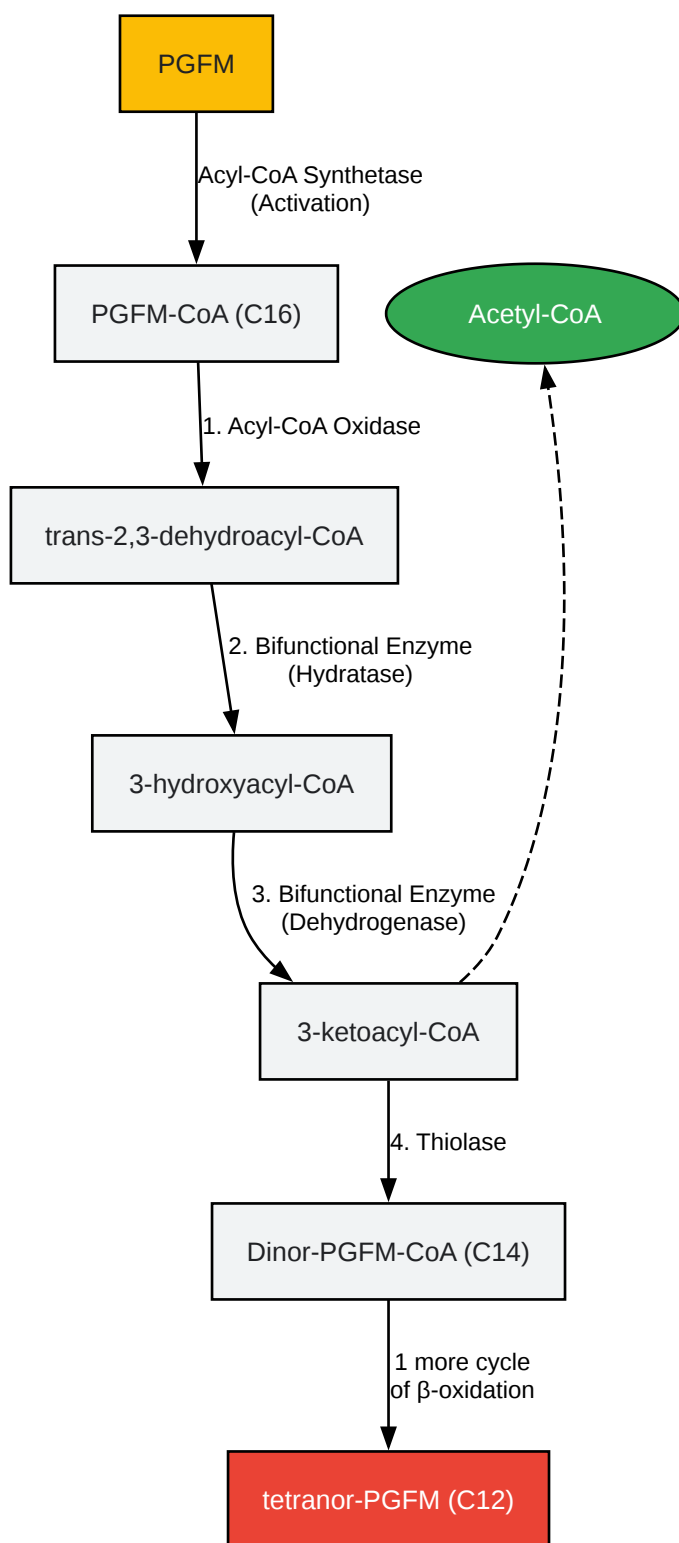 PGFM
Acyl-CoA Synthetase
(Activation)
PGFM-CoA (C16)
Acetyl-CoA
1. Acyl-CoA Oxidase
trans-2,3-dehydroacyl-CoA
2. Bifunctional Enzyme
(Hydratase)
3-hydroxyacyl-CoA
3. Bifunctional Enzyme
(Dehydrogenase)
3-ketoacyl-CoA
4. Thiolase
Dinor-PGFM-CoA (C14)
1 more cycle
of β-oxidation
tetranor-PGFM (C12)